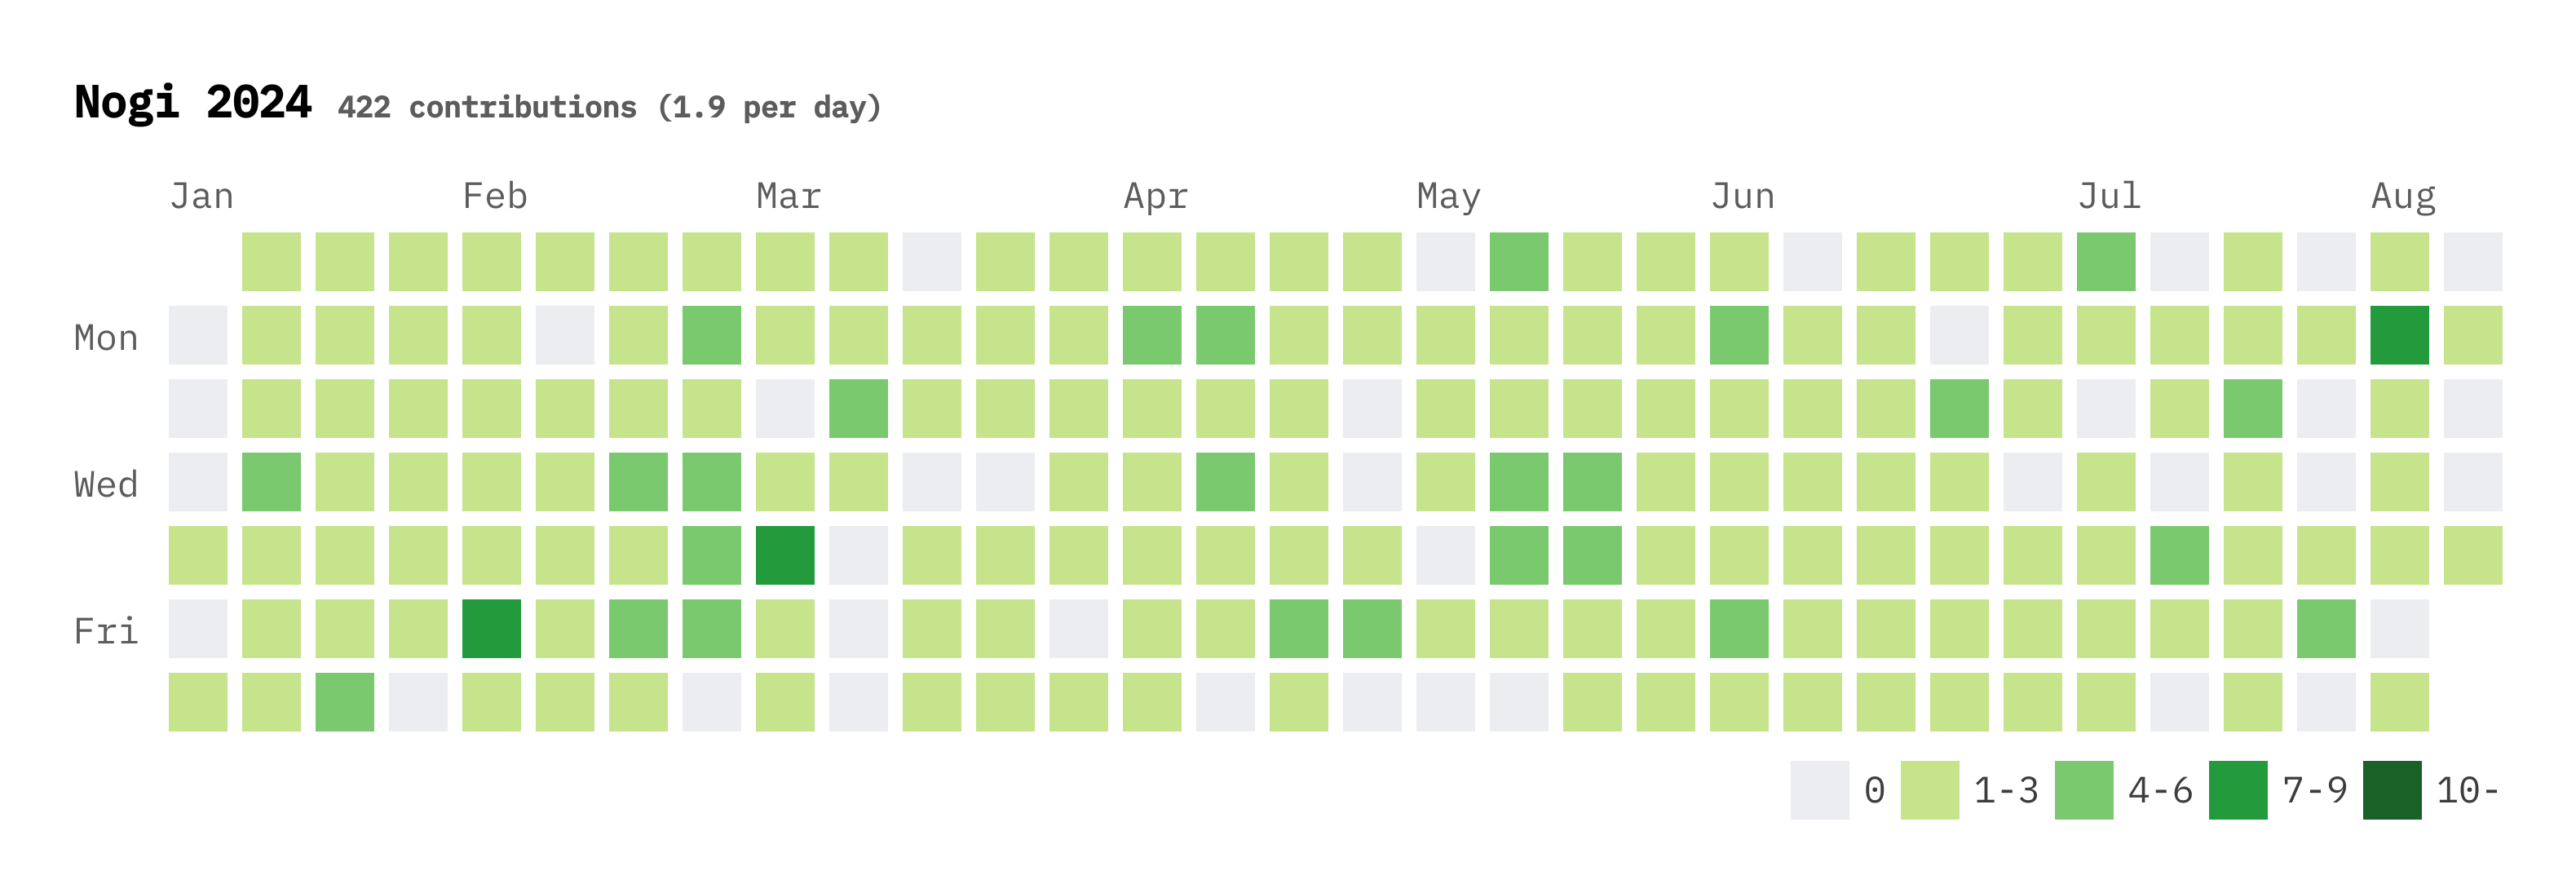 Nogi 2024 422 contributions (1.9 per day)
Jan Feb Mar Apr May Jun Jul Aug
Mon
Wed
Fri
0 1-3 4-6 7-9 10-